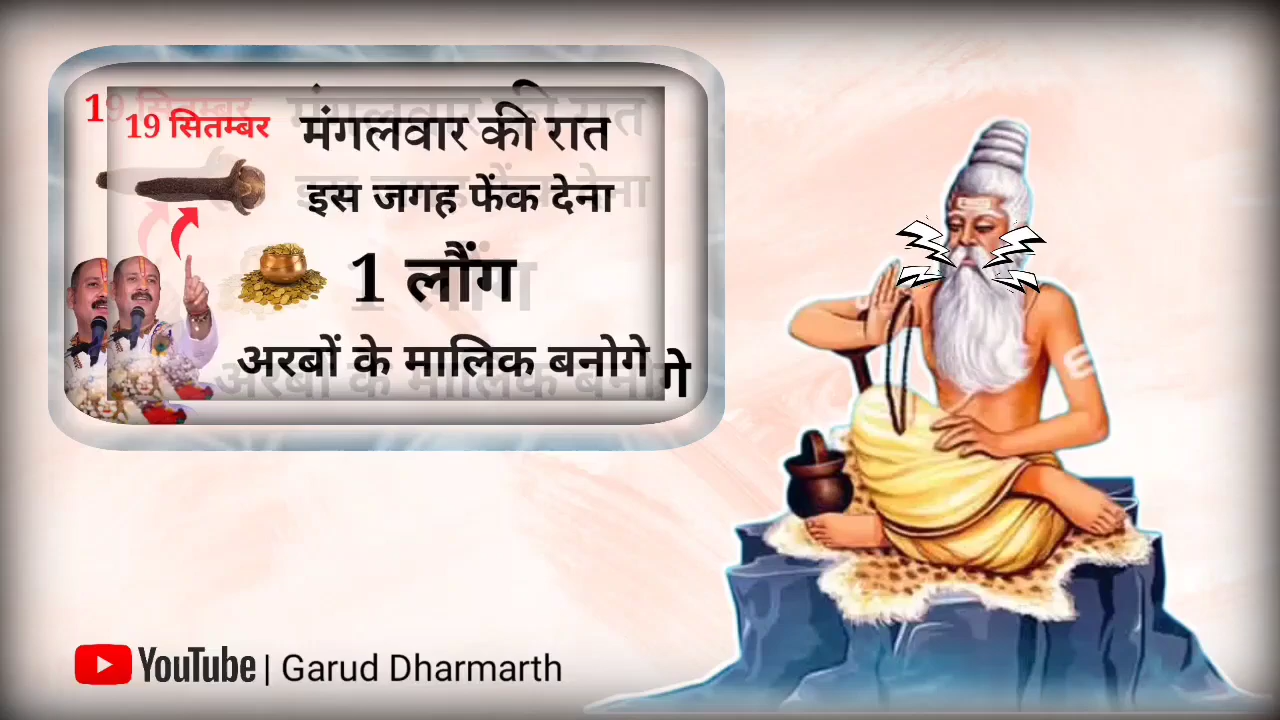 19 सितम्बर
मंगलवार की रात
इस जगह फेंक देना
1 लौंग
अरबों के मालिक बनोगे
YouTube | Garud Dharmarth